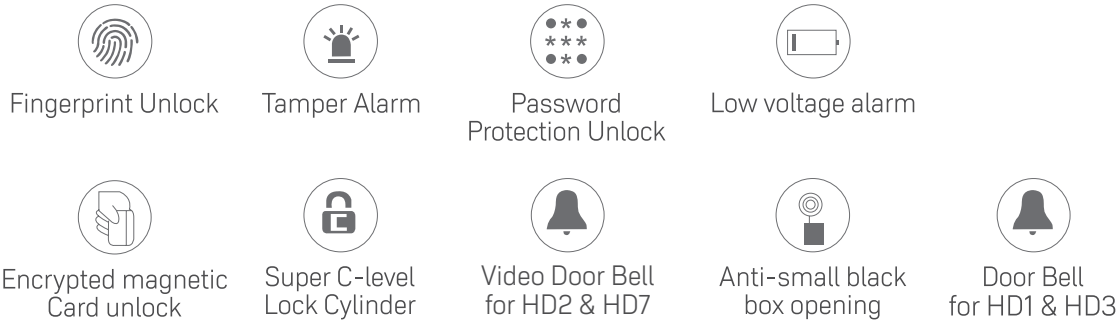 Fingerprint Unlock
Tamper Alarm
Password
Protection Unlock
Low voltage alarm
Encrypted magnetic
Card unlock
C
Super C-level
Lock Cylinder
Video Door Bell
for HD2 & HD7
Anti-small black
box opening
Door Bell
for HD1 & HD3